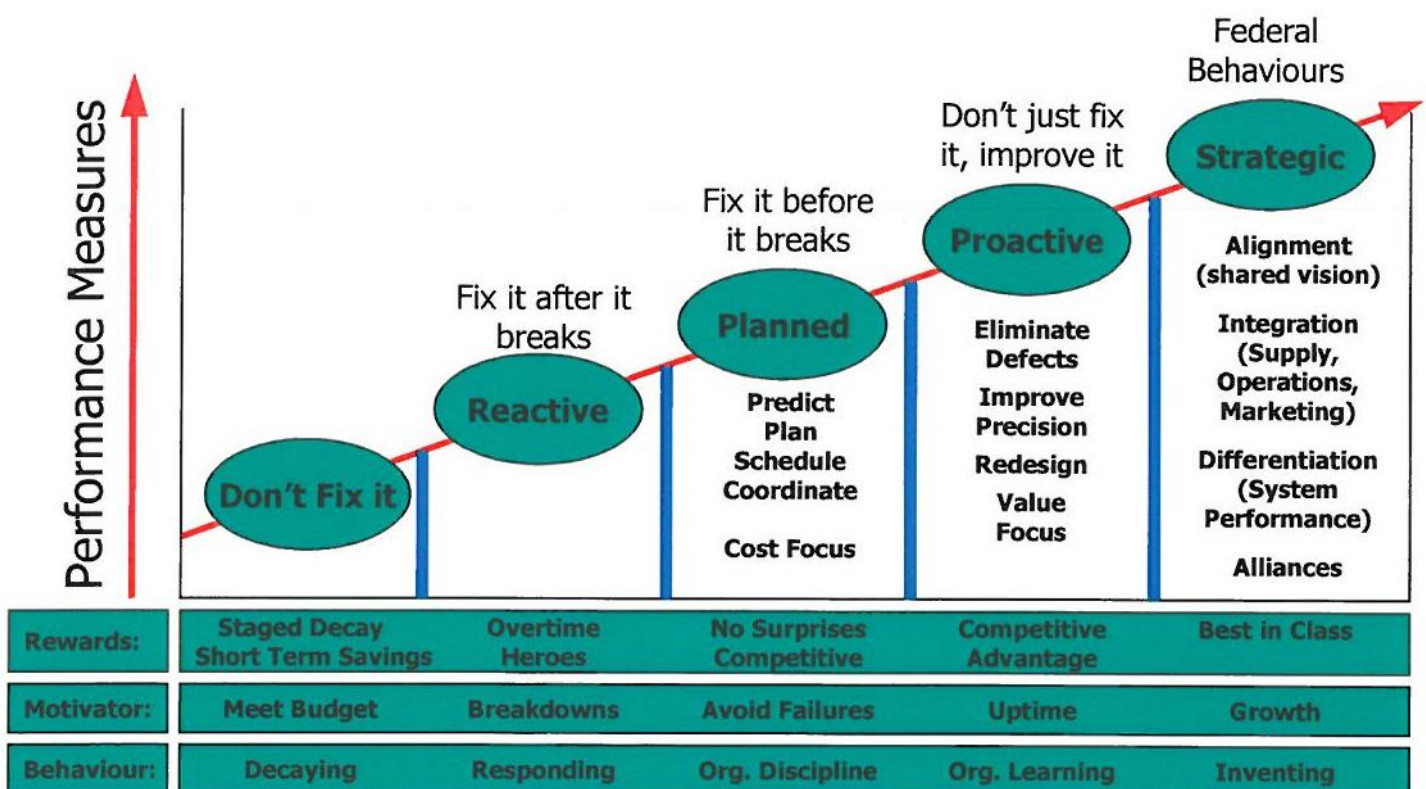 Performance Measures
Don't Fix it
Fix it after it
breaks
Reactive
Fix it before
it breaks
Planned
Predict
Plan
Schedule
Coordinate
Cost Focus
Don't just fix
it, improve it
Proactive
Eliminate
Defects
Improve
Precision
Redesign
Value
Focus
Federal
Behaviours
Strategic
Alignment
(shared vision)
Integration
(Supply,
Operations,
Marketing)
Differentiation
(System
Performance)
Alliances
Rewards:
Staged Decay
Short Term Savings
Overtime
Heroes
No Surprises
Competitive
Competitive
Advantage
Best in Class
Motivator:
Meet Budget
Breakdowns
Avoid Failures
Uptime
Growth
Behaviour:
Decaying
Responding
Org. Discipline
Org. Learning
Inventing